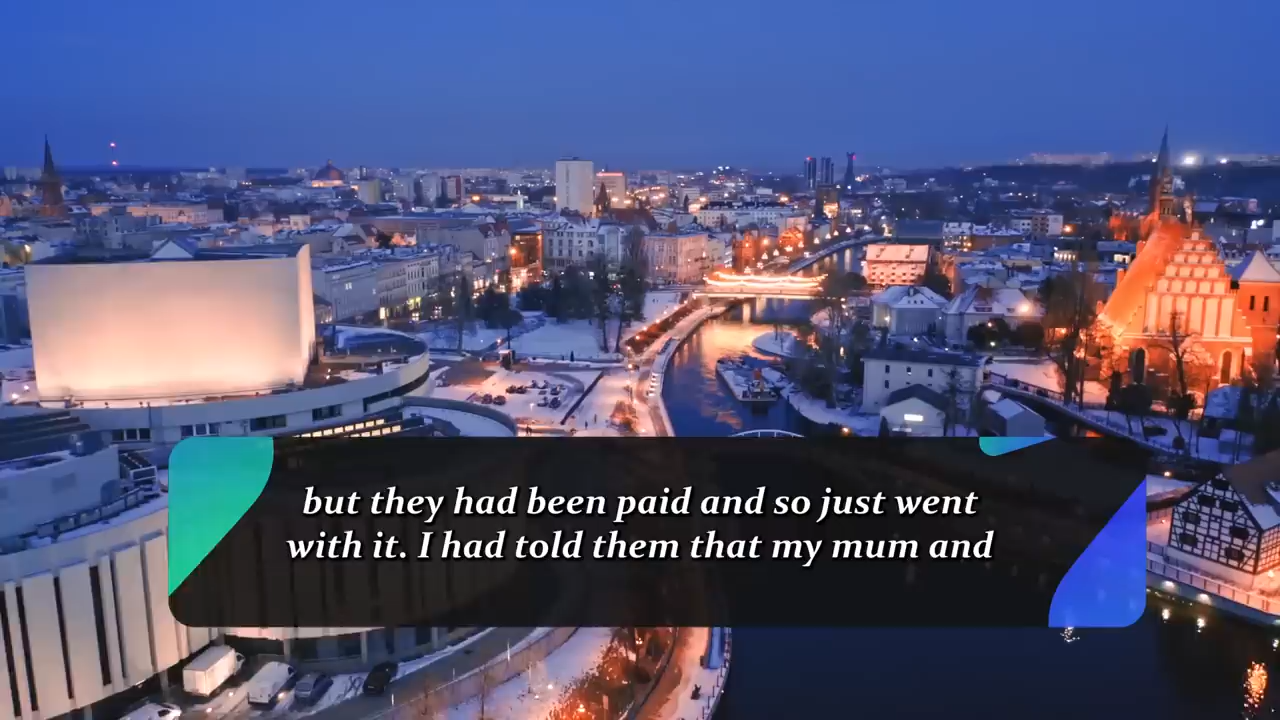 but they had been paid and so just went
with it. I had told them that my mum and